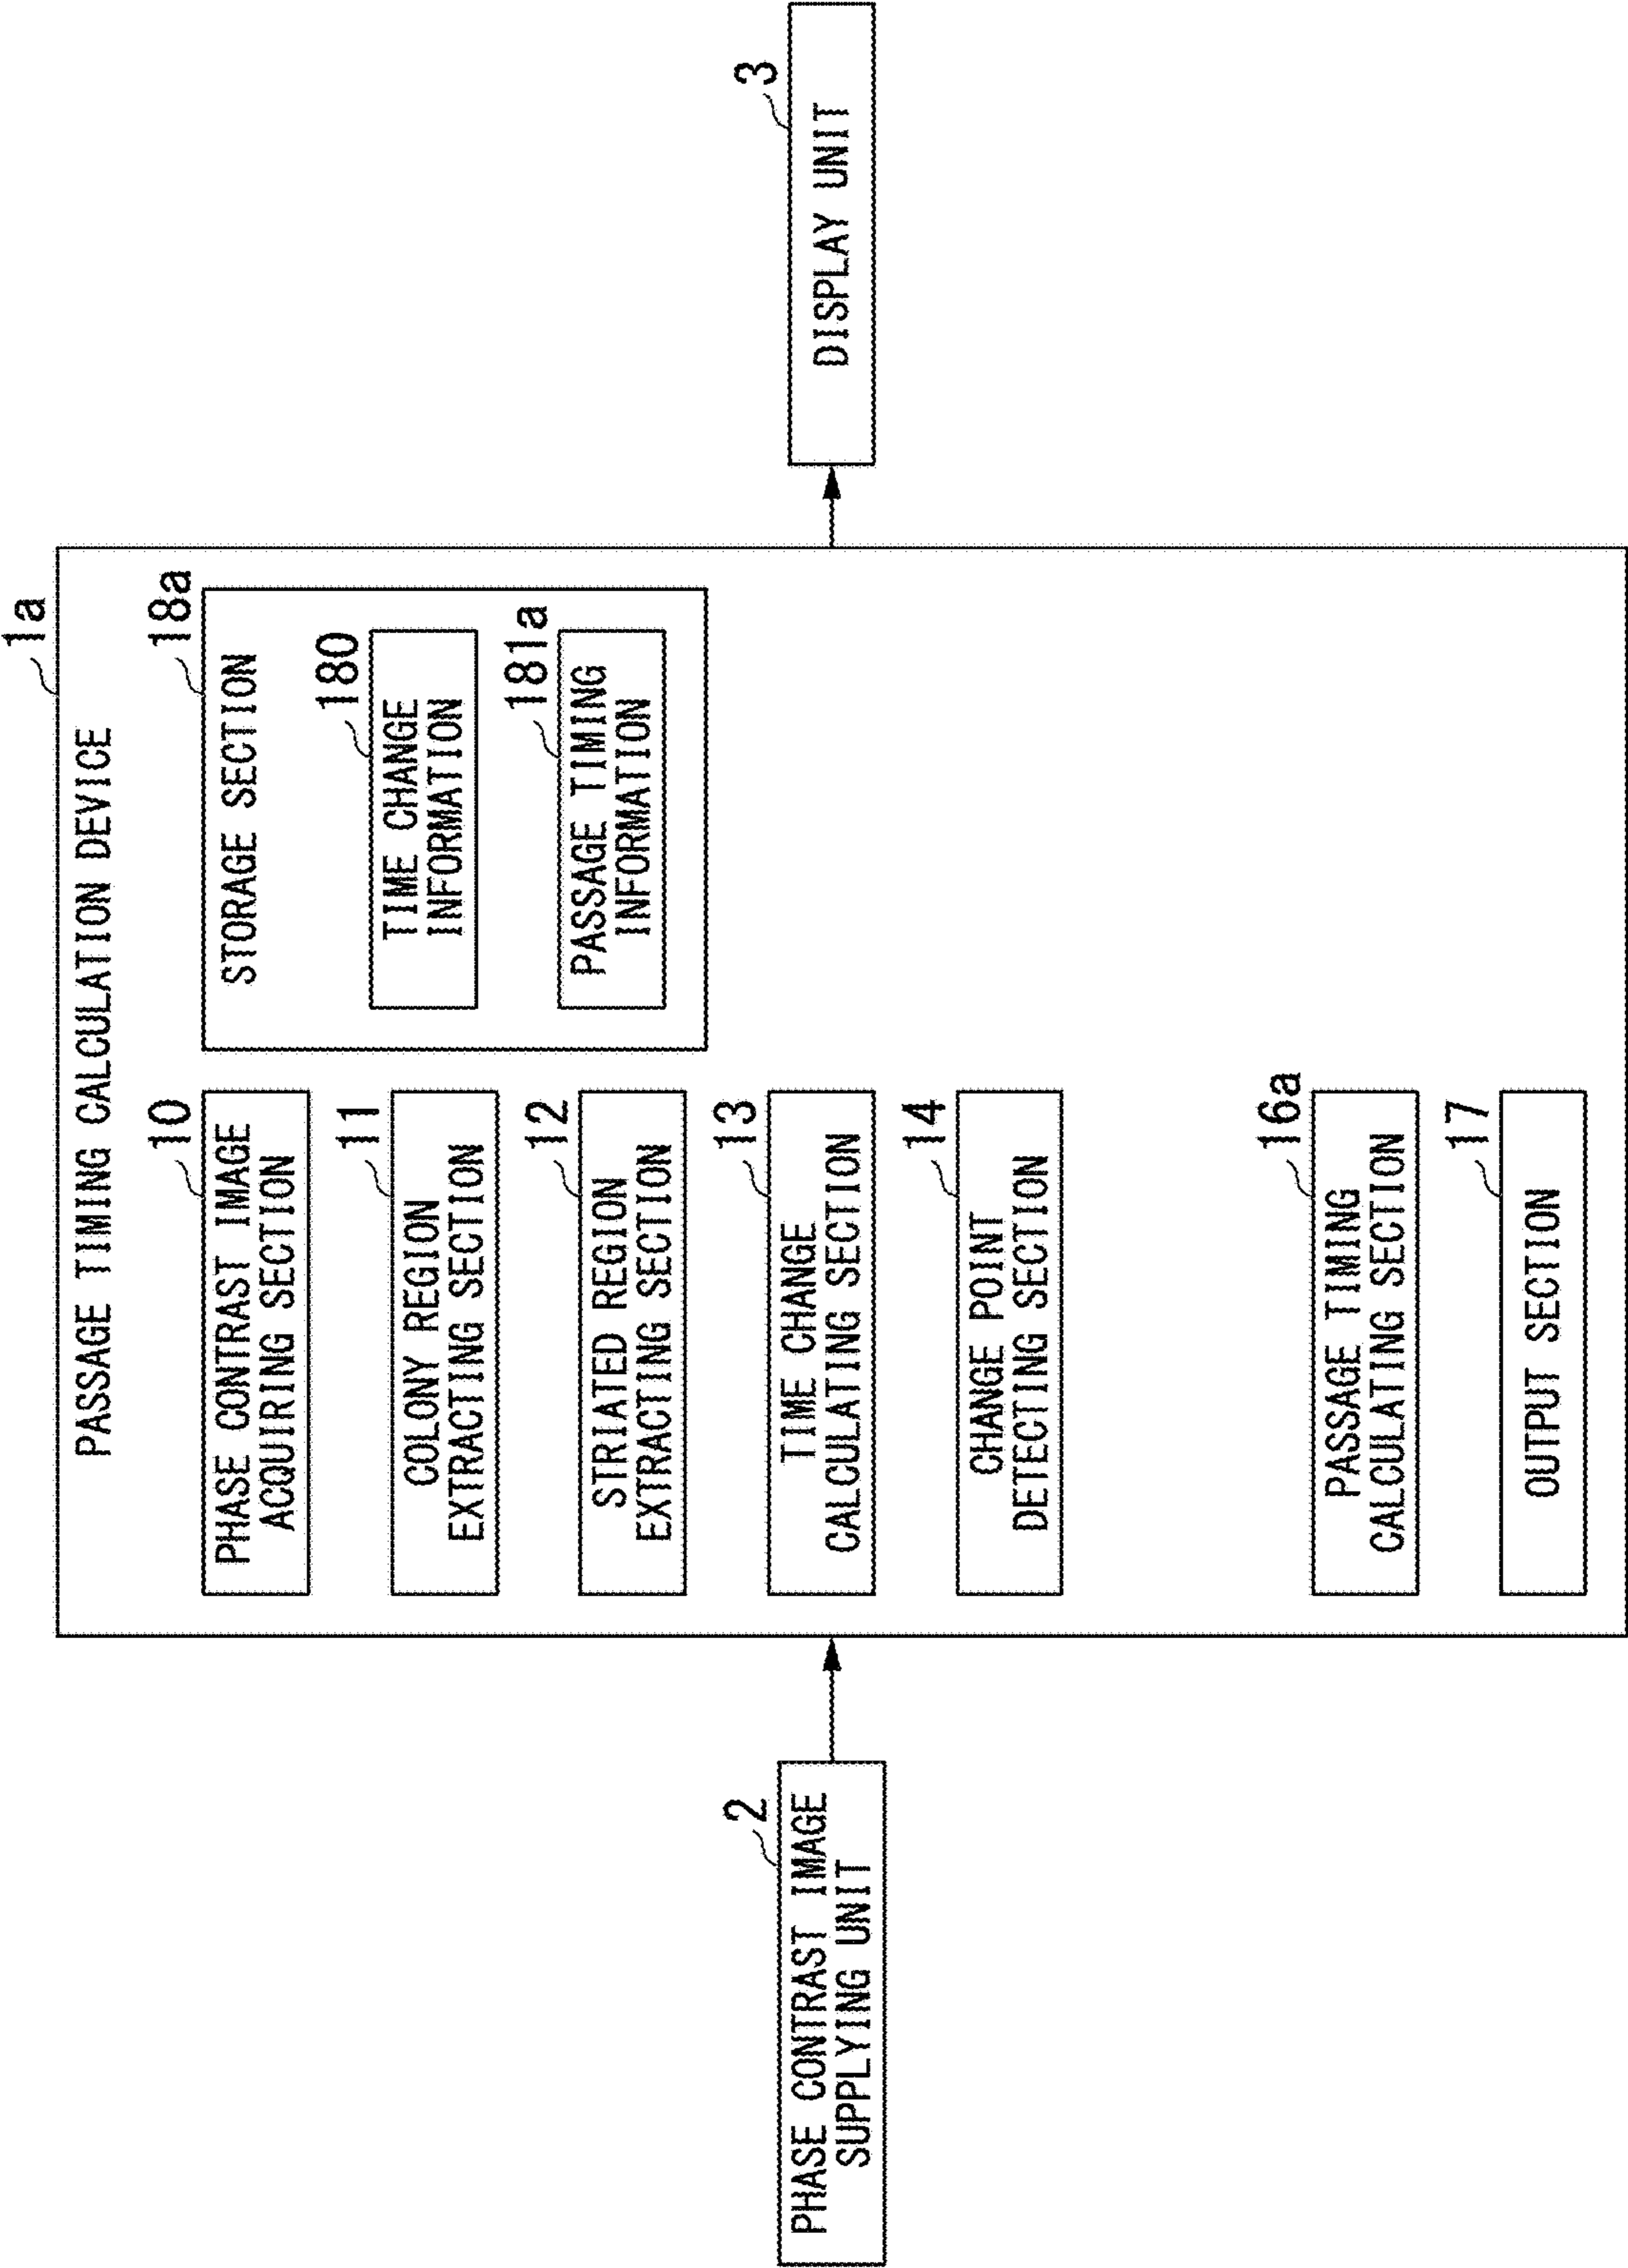 1a
PASSAGE TIMING CALCULATION DEVICE
10
PHASE CONTRAST IMAGE
ACQUIRING SECTION
11
COLONY REGION
EXTRACTING SECTION
12
STRIATED REGION
EXTRACTING SECTION
13
TIME CHANGE
CALCULATING SECTION
14
CHANGE POINT
DETECTING SECTION
16a
PASSAGE TIMING
CALCULATING SECTION
17
OUTPUT SECTION
18a
STORAGE SECTION
180
TIME CHANGE
INFORMATION
181a
PASSAGE TIMING
INFORMATION
2
PHASE CONTRAST IMAGE
SUPPLYING UNIT
3
DISPLAY UNIT